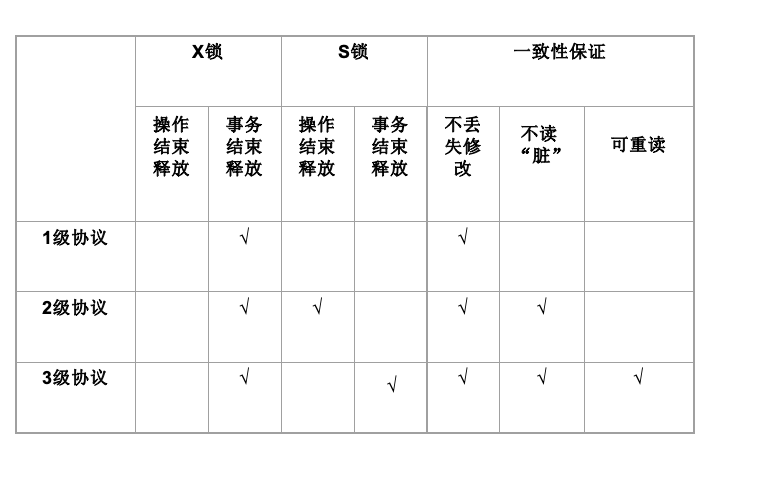 X锁 S锁 一致性保证
操作 事务 操作 事务 不丢 不读 可重读
结束 结束 结束 结束 失修 “脏”
释放 释放 释放 释放 改
1级协议 √ √
2级协议 √ √ √ √
3级协议 √ √ √ √ √